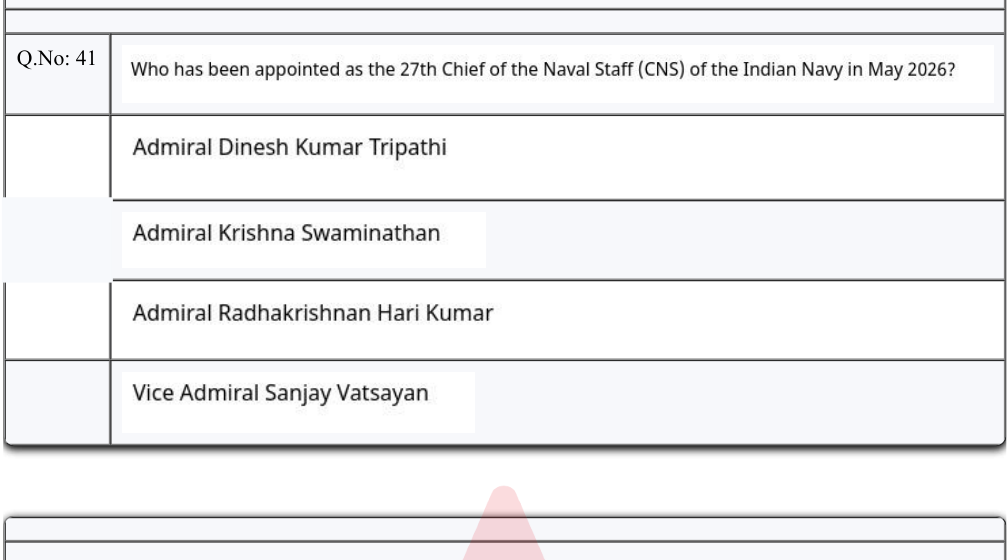 Q.No: 41
Who has been appointed as the 27th Chief of the Naval Staff (CNS) of the Indian Navy in May 2026?
Admiral Dinesh Kumar Tripathi
Admiral Krishna Swaminathan
Admiral Radhakrishnan Hari Kumar
Vice Admiral Sanjay Vatsayan